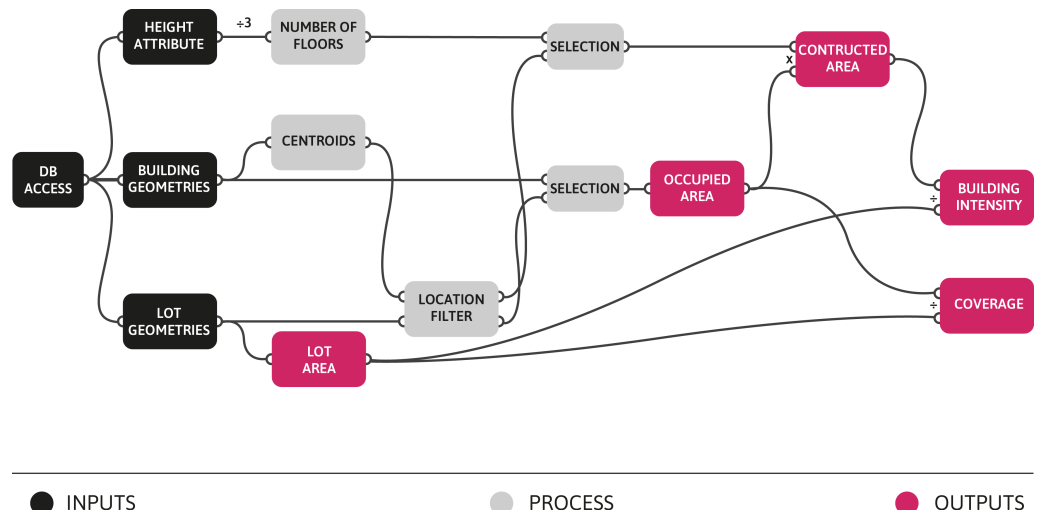 HEIGHT
ATTRIBUTE
÷3
NUMBER OF
FLOORS
SELECTION
x
CONTRUCTED
AREA
CENTROIDS
DB
ACCESS
BUILDING
GEOMETRIES
SELECTION
OCCUPIED
AREA
÷
BUILDING
INTENSITY
LOT
GEOMETRIES
LOCATION
FILTER
÷
COVERAGE
LOT
AREA
INPUTS
PROCESS
OUTPUTS